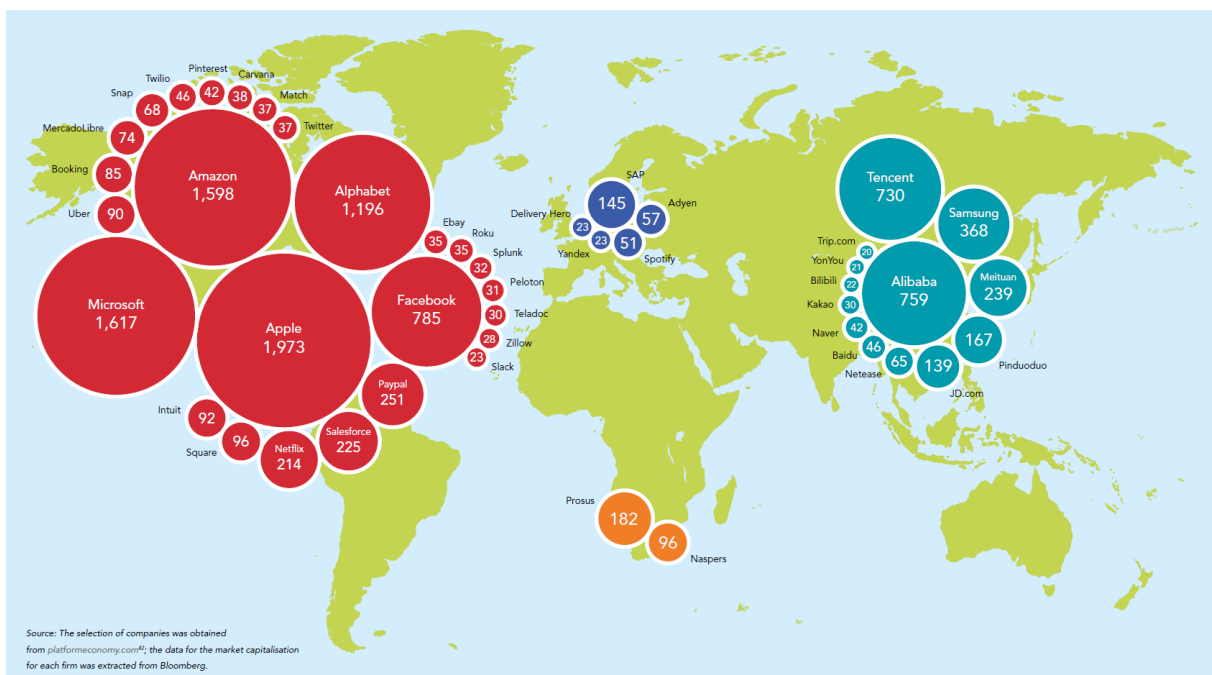 Pinterest
42
Carvana
38
Twilio
46
Match
37
Snap
68
Twitter
37
MercadoLibre
74
Booking
85
Uber
90
Amazon
1,598
Alphabet
1,196
Microsoft
1,617
Apple
1,973
Facebook
785
Ebay
35
Roku
35
Splunk
32
Peloton
31
Teladoc
30
Zillow
28
Slack
23
Paypal
251
Salesforce
225
Netflix
214
Square
96
Intuit
92
SAP
145
Adyen
57
Delivery Hero
23
Yandex
23
Spotify
51
Prosus
182
Naspers
96
Tencent
730
Samsung
368
Trip.com
20
YonYou
21
Bilibili
22
Kakao
30
Naver
42
Baidu
46
Netease
65
Alibaba
759
Meituan
239
Pinduoduo
167
JD.com
139
Source: The selection of companies was obtained
from platformeconomy.com⁴²; the data for the market capitalisation
for each firm was extracted from Bloomberg.